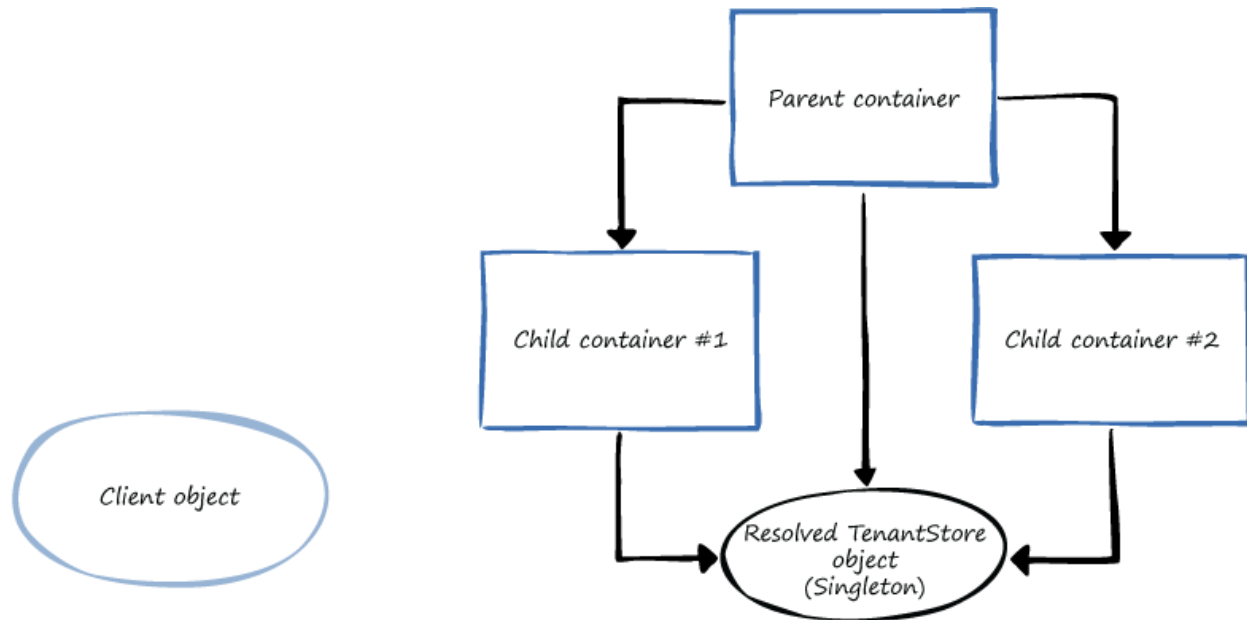 Parent container
Child container #1
Child container #2
Client object
Resolved TenantStore
object
(Singleton)